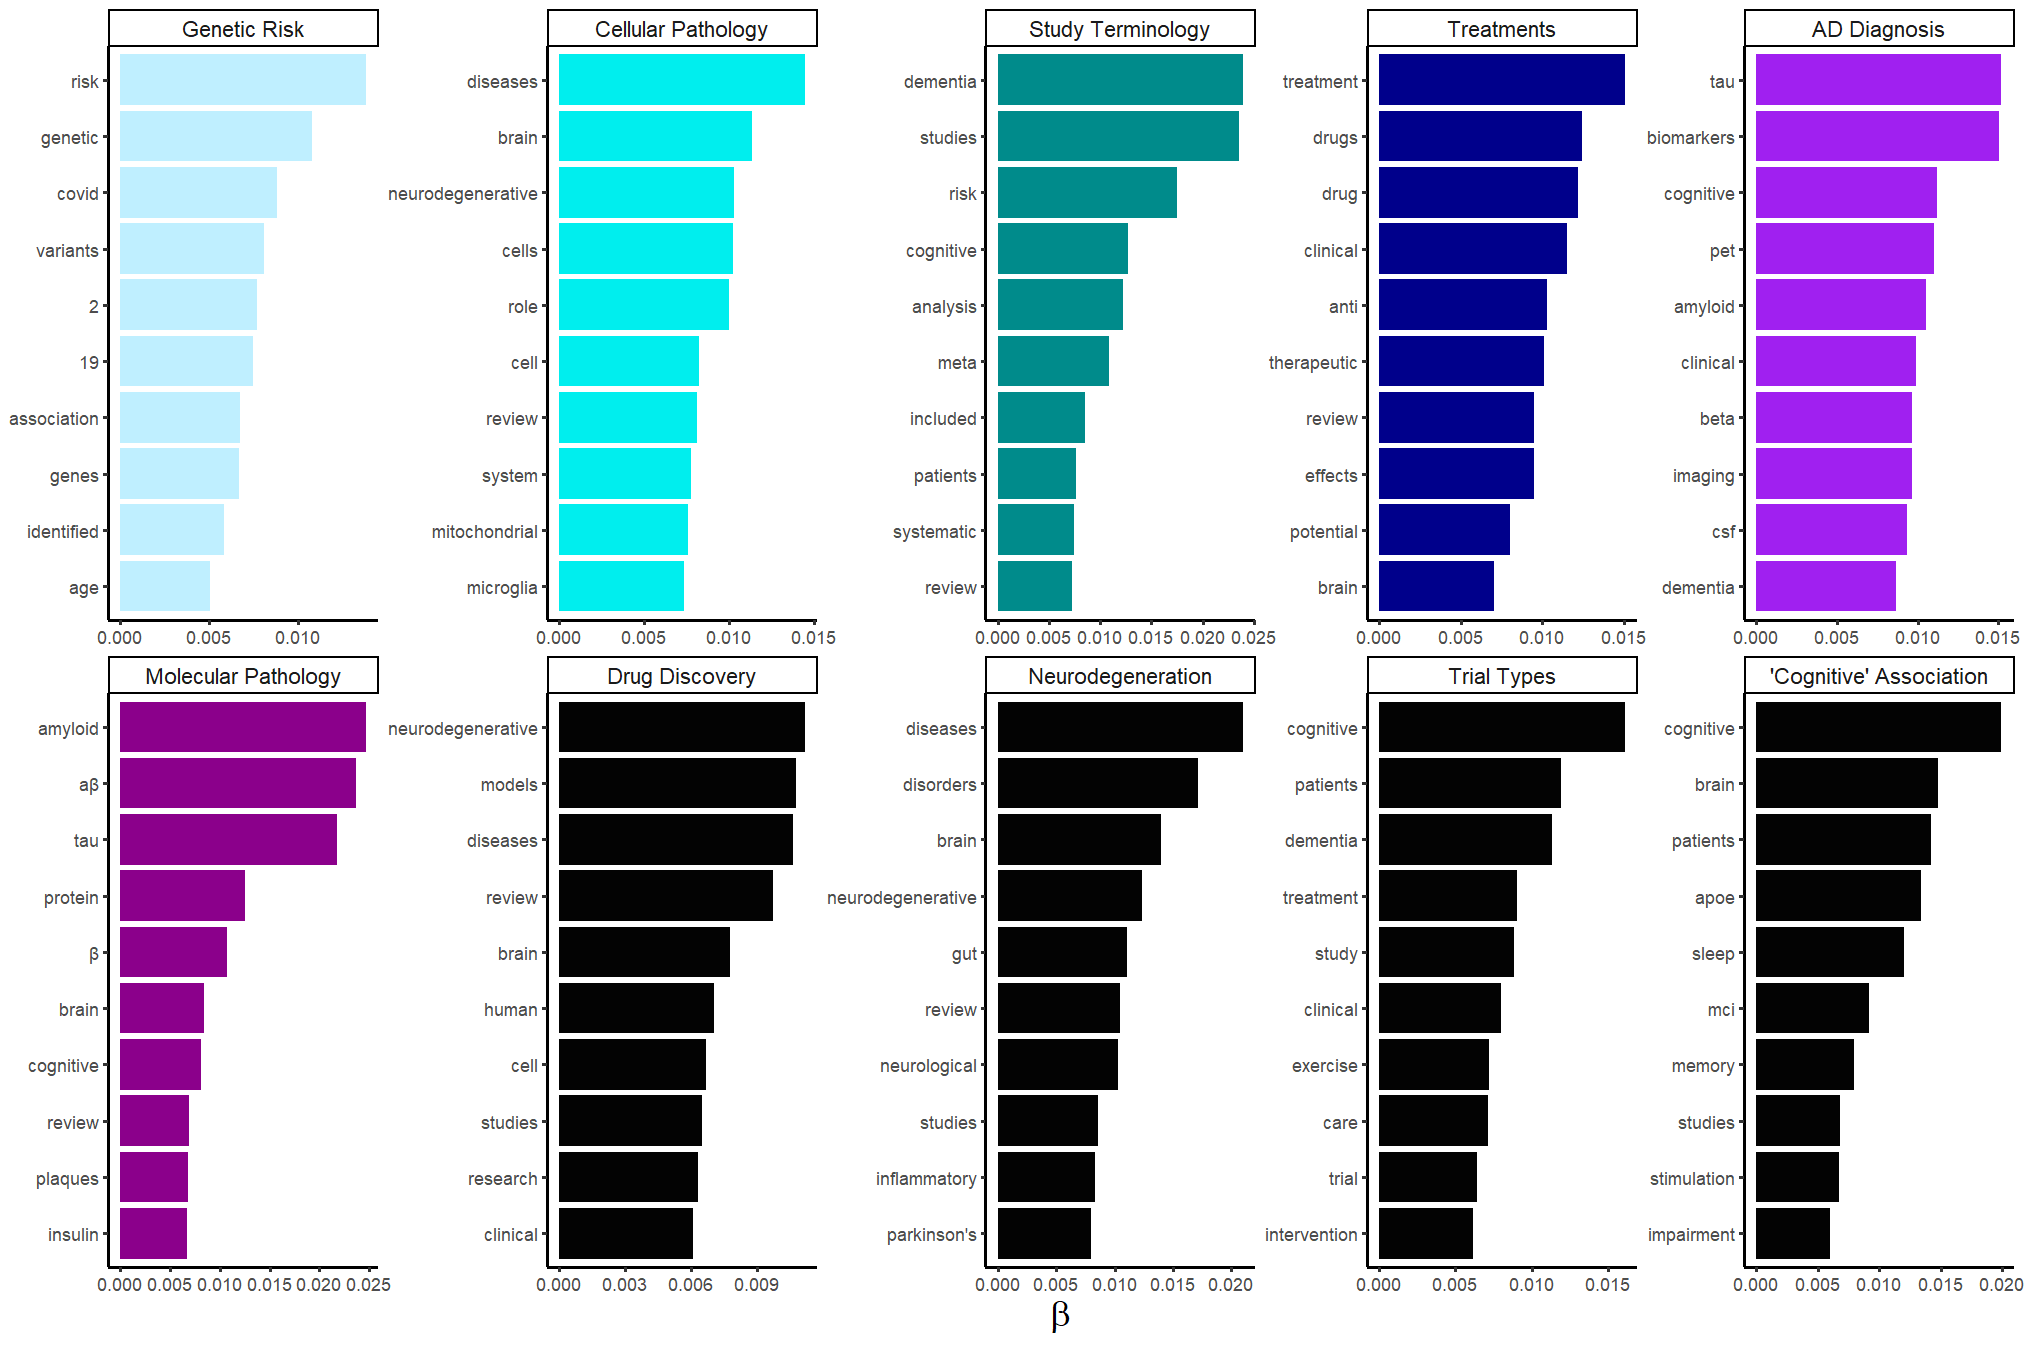 Genetic Risk
risk
genetic
covid
variants
2
19
association
genes
identified
age
0.000 0.005 0.010
Cellular Pathology
diseases
brain
neurodegenerative
cells
role
cell
review
system
mitochondrial
microglia
0.000 0.005 0.010 0.015
Study Terminology
dementia
studies
risk
cognitive
analysis
meta
included
patients
systematic
review
0.000 0.005 0.010 0.015 0.020 0.025
Treatments
treatment
drugs
drug
clinical
anti
therapeutic
review
effects
potential
brain
0.000 0.005 0.010 0.015
AD Diagnosis
tau
biomarkers
cognitive
pet
amyloid
clinical
beta
imaging
csf
dementia
0.000 0.005 0.010 0.015
Molecular Pathology
amyloid
aβ
tau
protein
β
brain
cognitive
review
plaques
insulin
0.000 0.005 0.010 0.015 0.020 0.025
Drug Discovery
neurodegenerative
models
diseases
review
brain
human
cell
studies
research
clinical
0.000 0.003 0.006 0.009
Neurodegeneration
diseases
disorders
brain
neurodegenerative
gut
review
neurological
studies
inflammatory
parkinson's
0.000 0.005 0.010 0.015 0.020
Trial Types
cognitive
patients
dementia
treatment
study
clinical
exercise
care
trial
intervention
0.000 0.005 0.010 0.015
'Cognitive' Association
cognitive
brain
patients
apoe
sleep
mci
memory
studies
stimulation
impairment
0.000 0.005 0.010 0.015 0.020
β